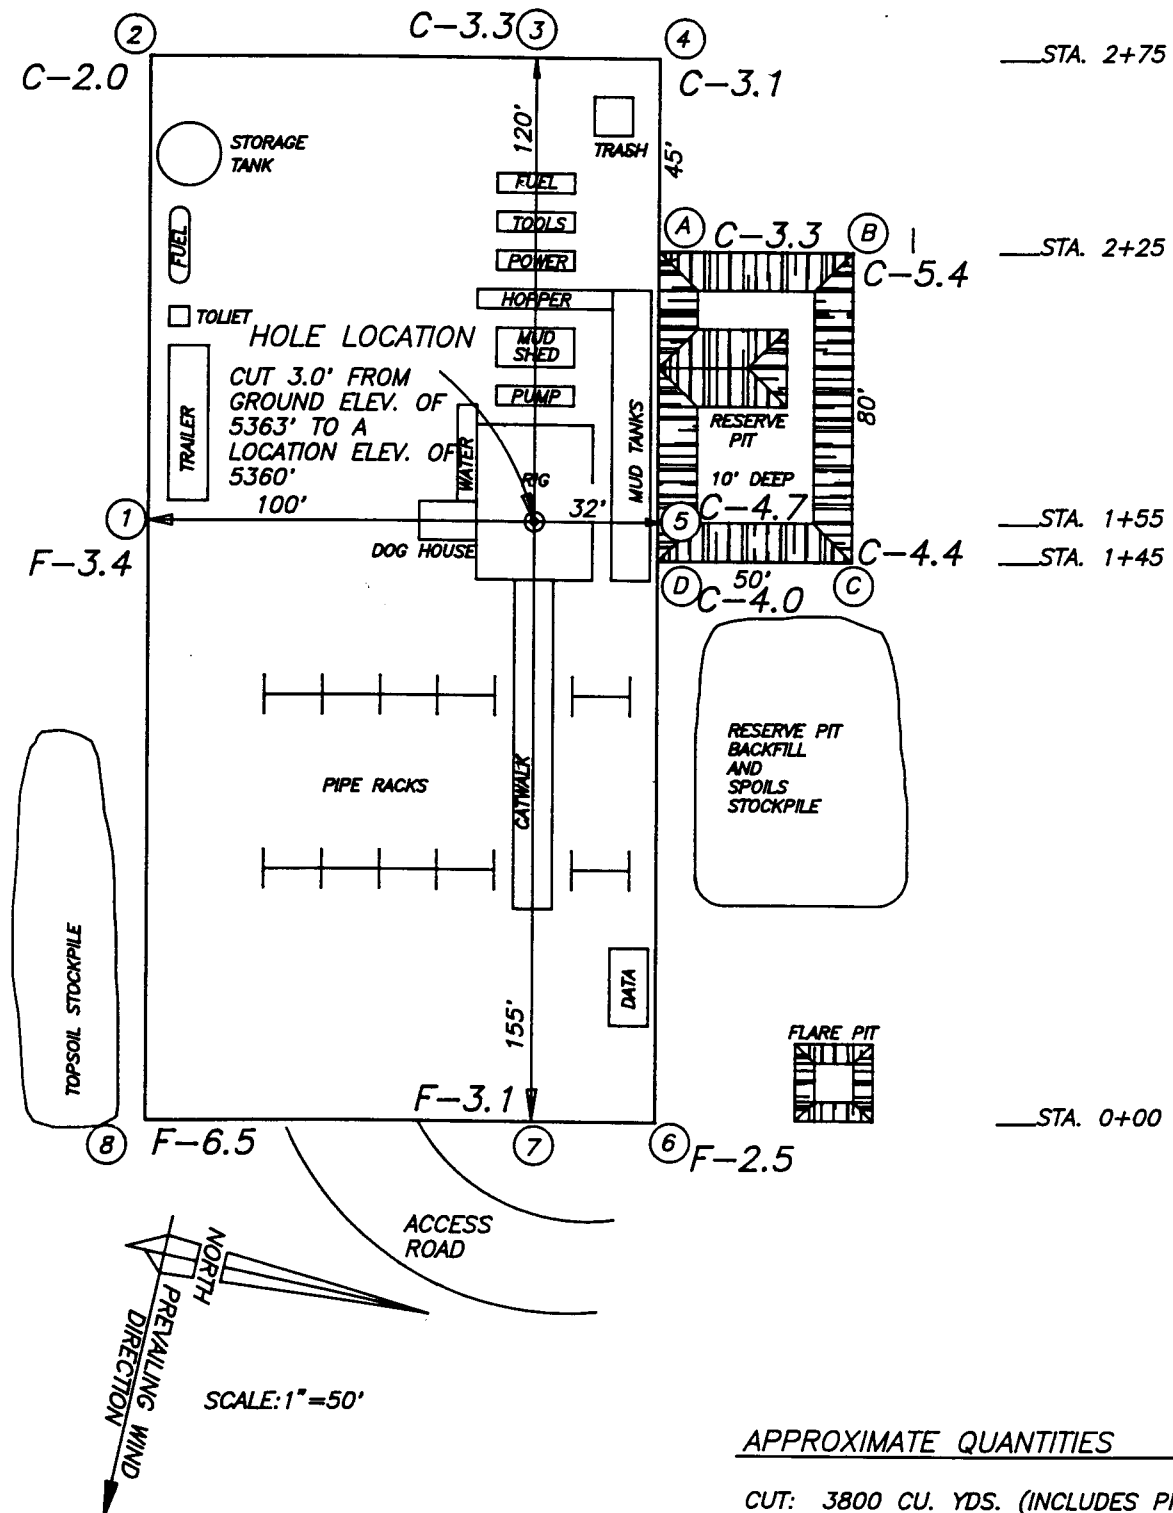 2
C-3.3
3
4
STA. 2+75
C-2.0
C-3.1
120'
STORAGE
TANK
TRASH
45'
FUEL
FUEL
TOOLS
POWER
HOPPER
A
C-3.3
B
STA. 2+25
C-5.4
TOLIET
HOLE LOCATION
MUD
SHED
CUT 3.0' FROM
GROUND ELEV. OF
5363' TO A
LOCATION ELEV. OF
5360'
PUMP
TRAILER
WATER
MUD TANKS
RESERVE
PIT
80'
10' DEEP
RIG
1
100'
32'
5
C-4.7
STA. 1+55
F-3.4
DOG HOUSE
C-4.4
STA. 1+45
D
50'
C-4.0
C
PIPE RACKS
CATWALK
RESERVE PIT
BACKFILL
AND
SPOILS
STOCKPILE
TOPSOIL STOCKPILE
155'
DATA
FLARE PIT
F-3.1
STA. 0+00
8
F-6.5
7
6
F-2.5
ACCESS
ROAD
NORTH
PREVAILING WIND
DIRECTION
SCALE: 1"=50'
APPROXIMATE QUANTITIES
CUT: 3800 CU. YDS. (INCLUDES